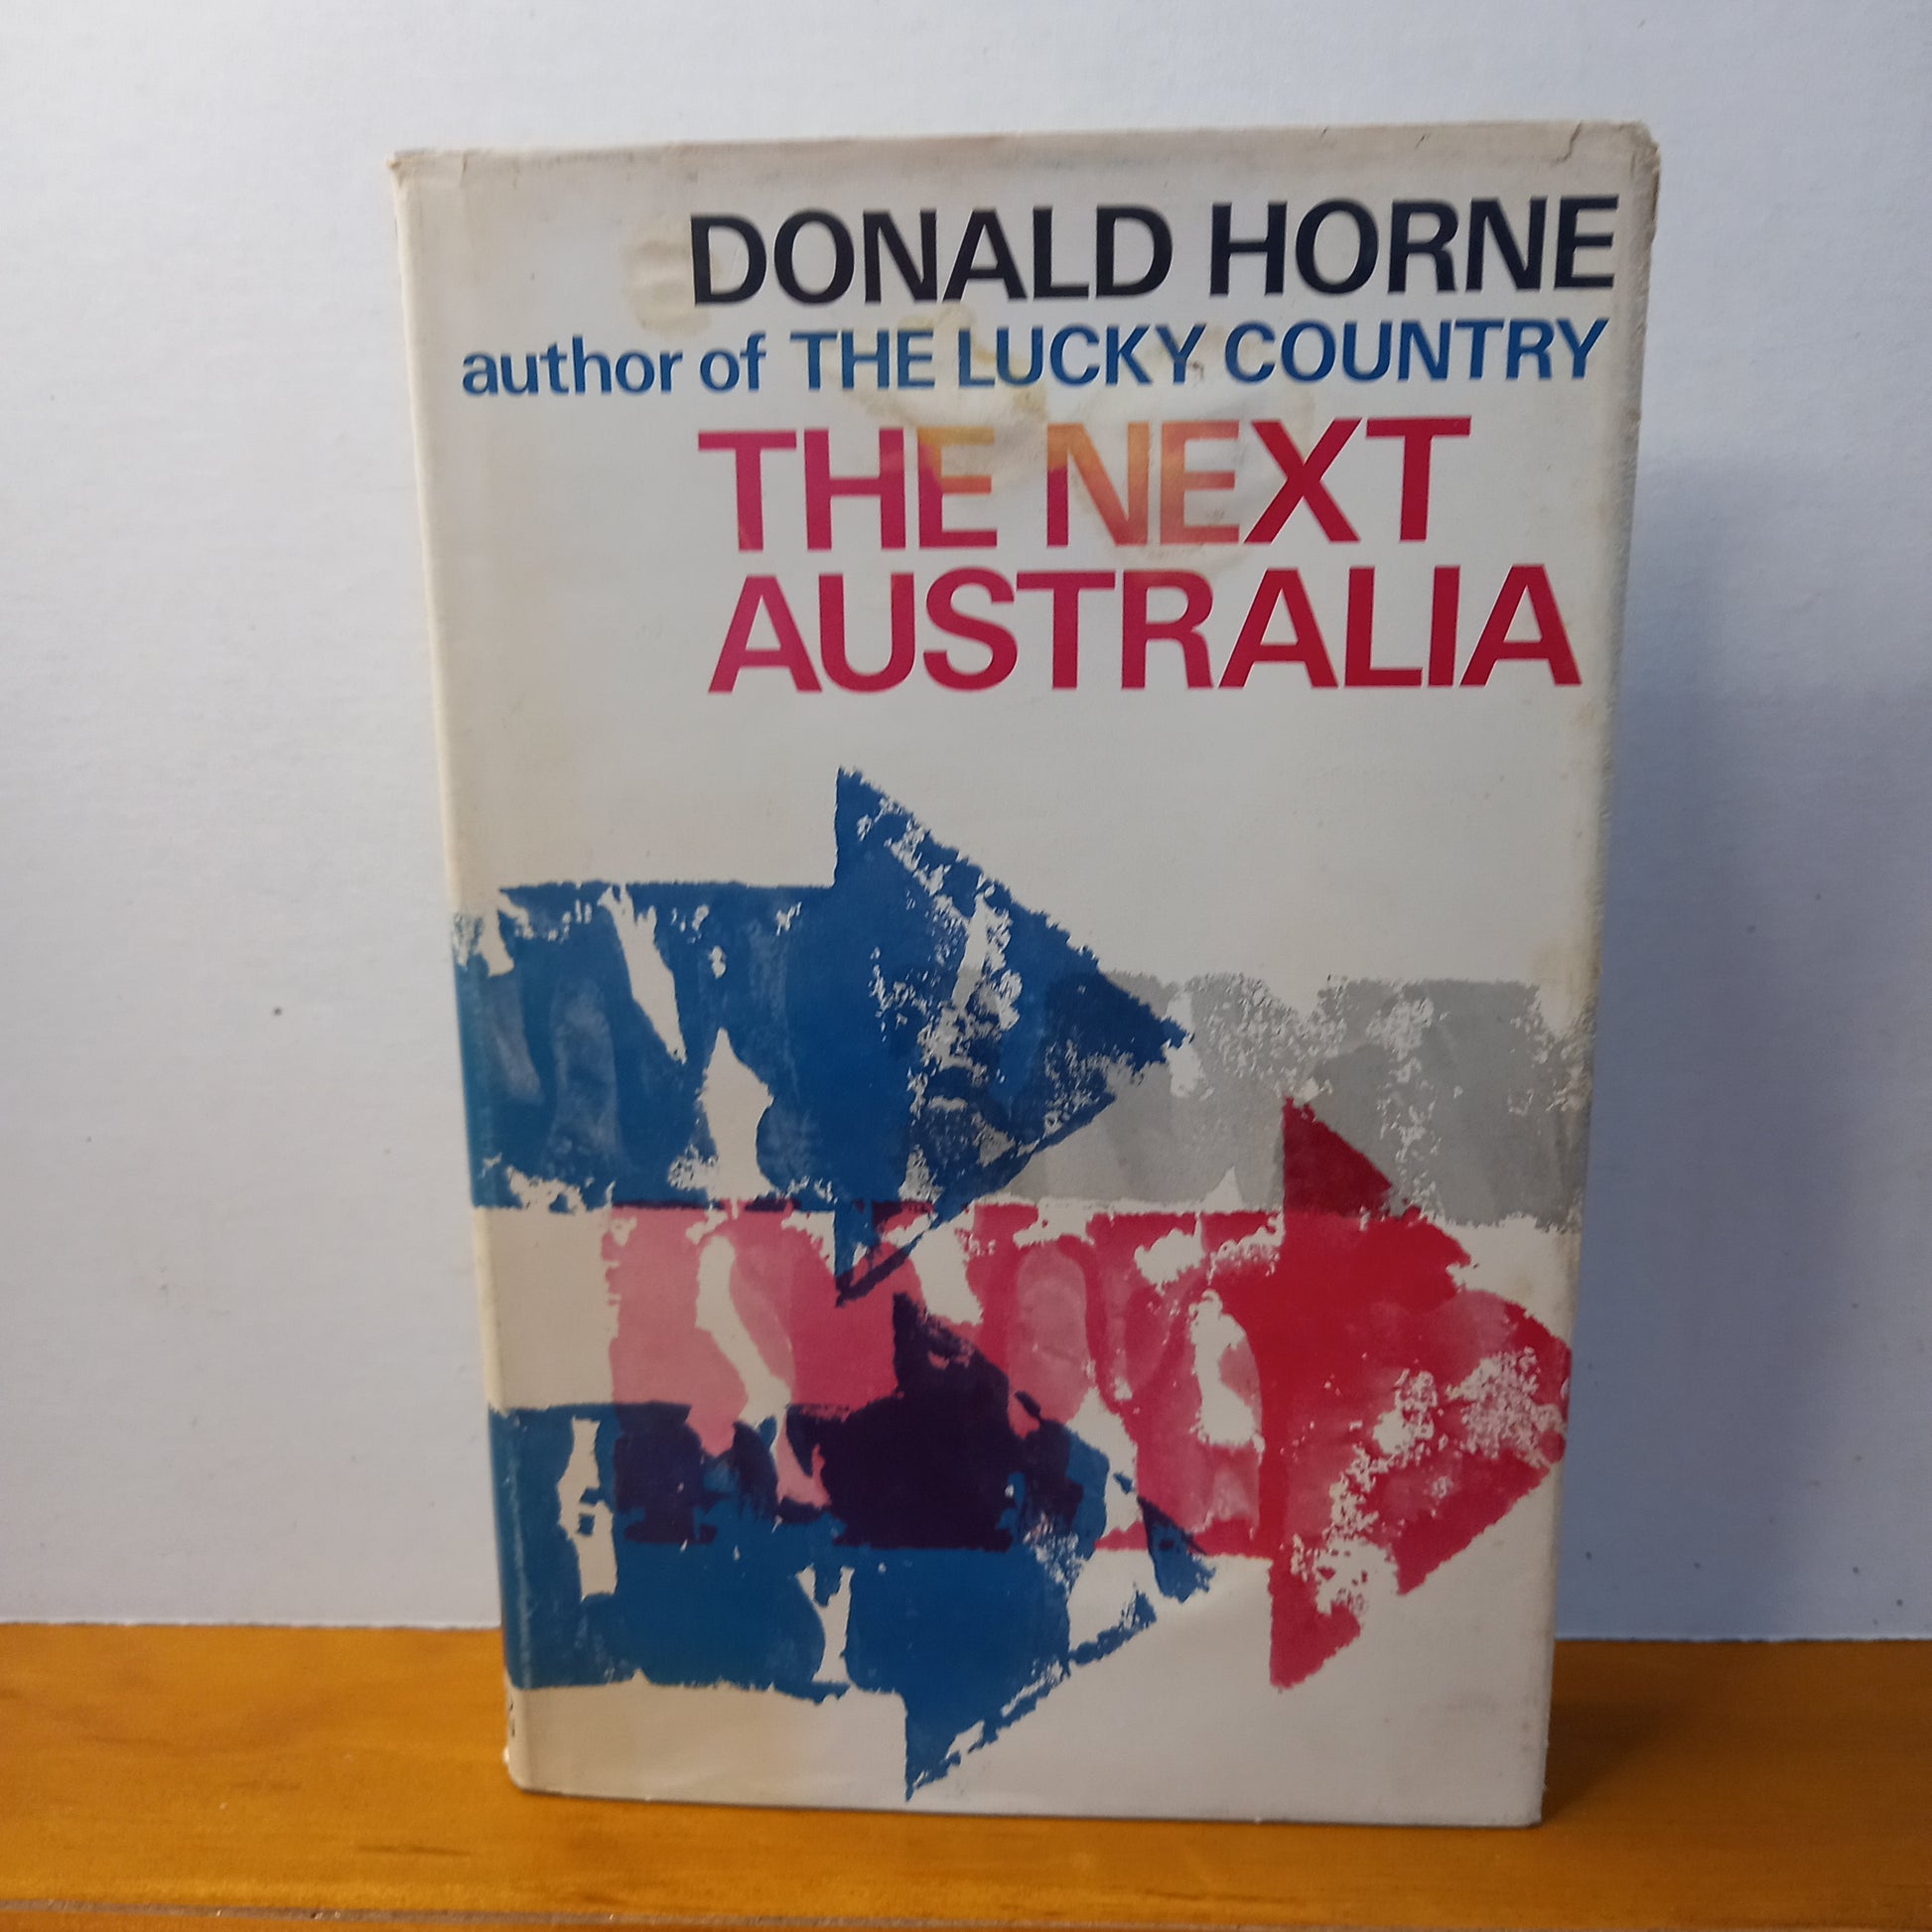 DONALD HORNE
author of THE LUCKY COUNTRY
THE NEXT
AUSTRALIA